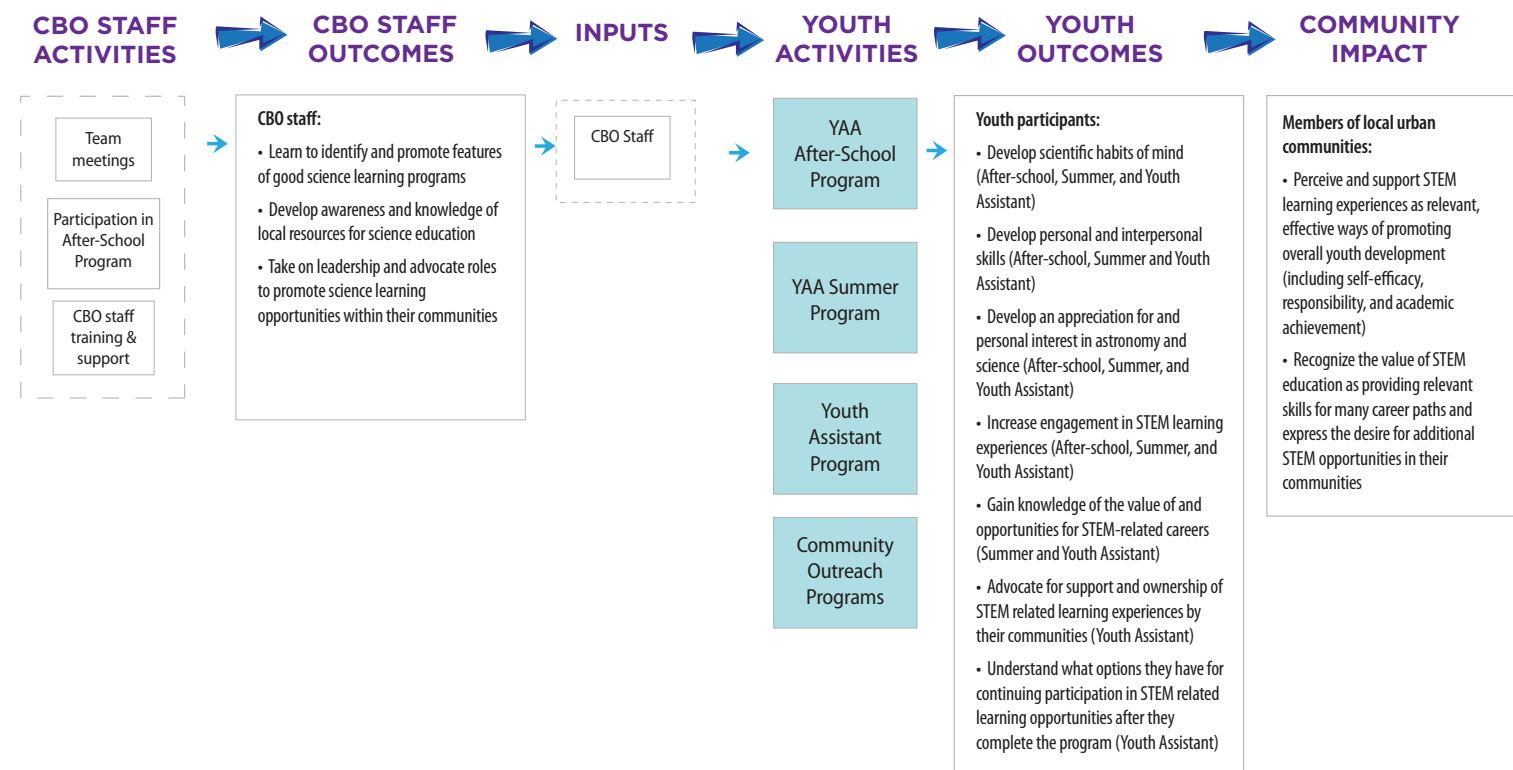 CBO STAFF
ACTIVITIES
CBO STAFF
OUTCOMES
INPUTS
YOUTH
ACTIVITIES
YOUTH
OUTCOMES
COMMUNITY
IMPACT
Team
meetings
Participation in
After-School
Program
CBO staff
training &
support
CBO staff:
• Learn to identify and promote features
of good science learning programs
• Develop awareness and knowledge of
local resources for science education
• Take on leadership and advocate roles
to promote science learning
opportunities within their communities
CBO Staff
YAA
After-School
Program
YAA Summer
Program
Youth
Assistant
Program
Community
Outreach
Programs
Youth participants:
• Develop scientific habits of mind
(After-school, Summer, and Youth
Assistant)
• Develop personal and interpersonal
skills (After-school, Summer and Youth
Assistant)
• Develop an appreciation for and
personal interest in astronomy and
science (After-school, Summer, and
Youth Assistant)
• Increase engagement in STEM learning
experiences (After-school, Summer, and
Youth Assistant)
• Gain knowledge of the value of and
opportunities for STEM-related careers
(Summer and Youth Assistant)
• Advocate for support and ownership of
STEM related learning experiences by
their communities (Youth Assistant)
• Understand what options they have for
continuing participation in STEM related
learning opportunities after they
complete the program (Youth Assistant)
Members of local urban
communities:
• Perceive and support STEM
learning experiences as relevant,
effective ways of promoting
overall youth development
(including self-efficacy,
responsibility, and academic
achievement)
• Recognize the value of STEM
education as providing relevant
skills for many career paths and
express the desire for additional
STEM opportunities in their
communities